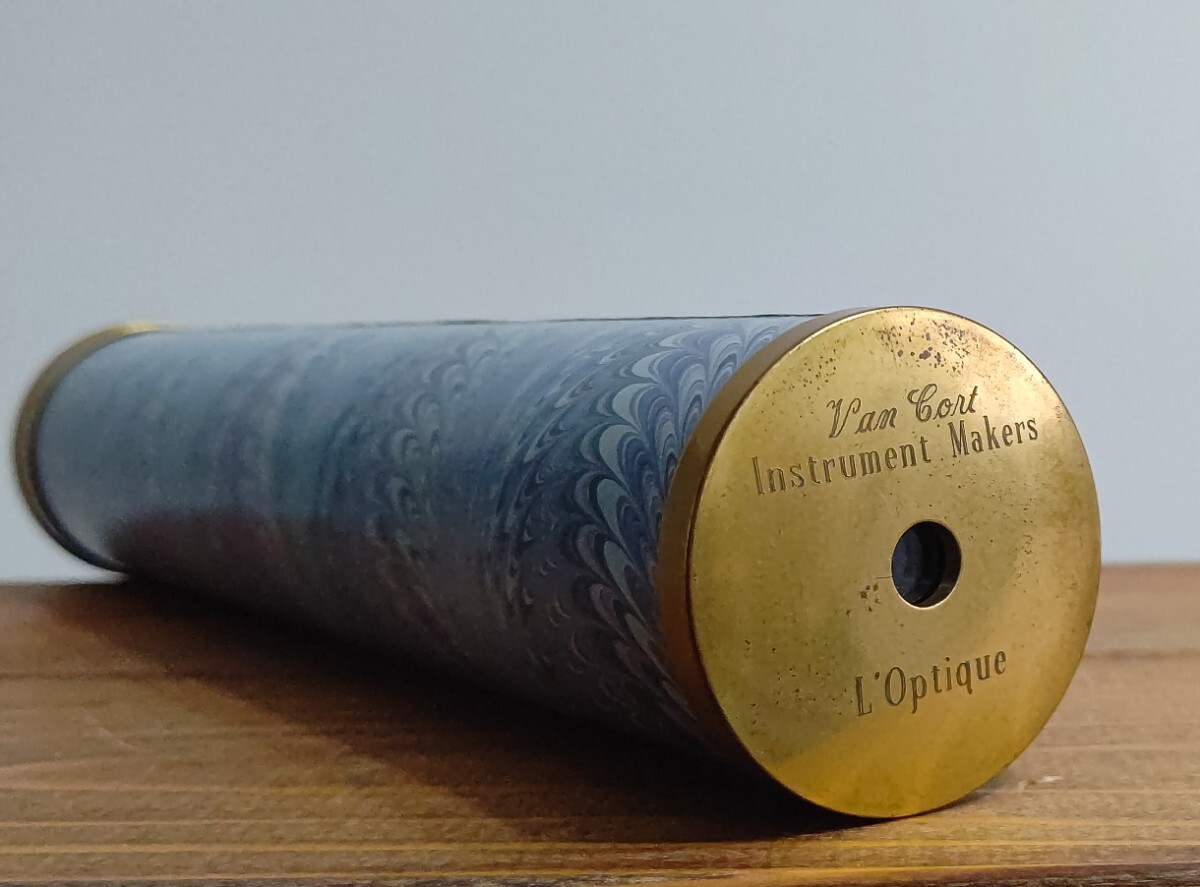 Van Cort
Instrument Makers
L'Optique